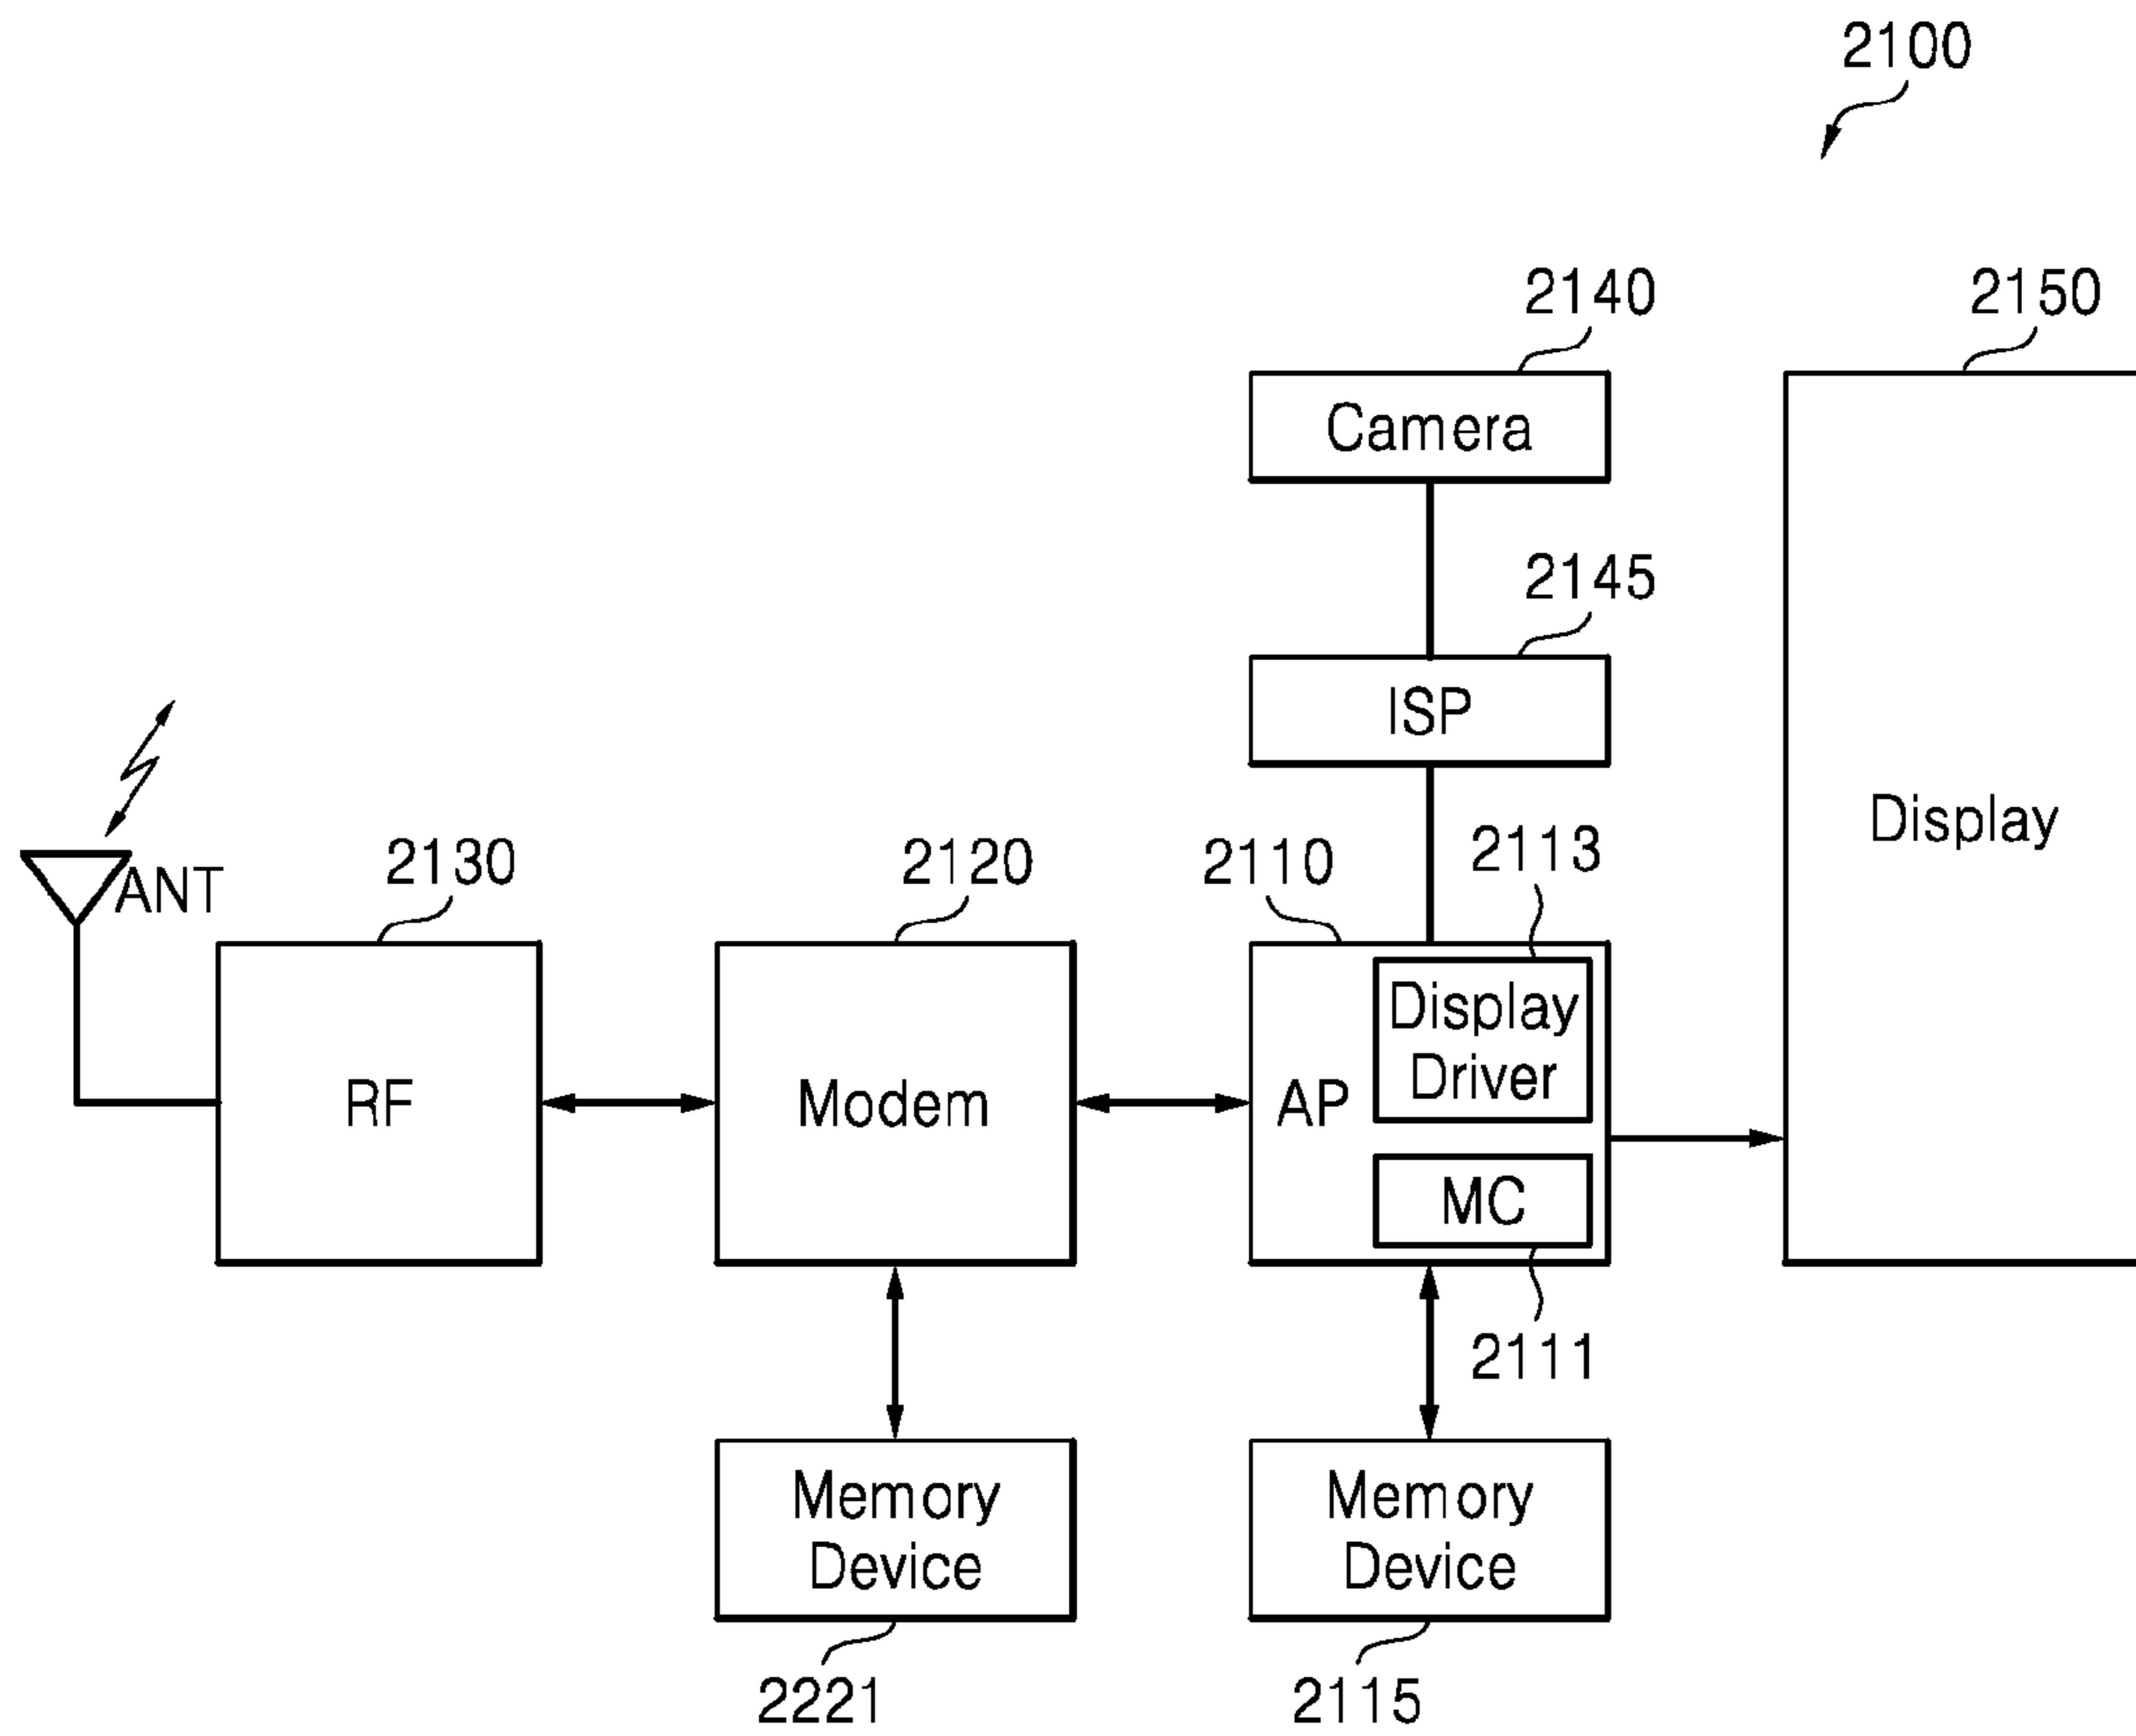 2100
2140
2150
Camera
2145
ISP
Display
ANT
2130
2120
2110
2113
RF
Modem
AP
Display
Driver
MC
2111
Memory
Device
Memory
Device
2221
2115